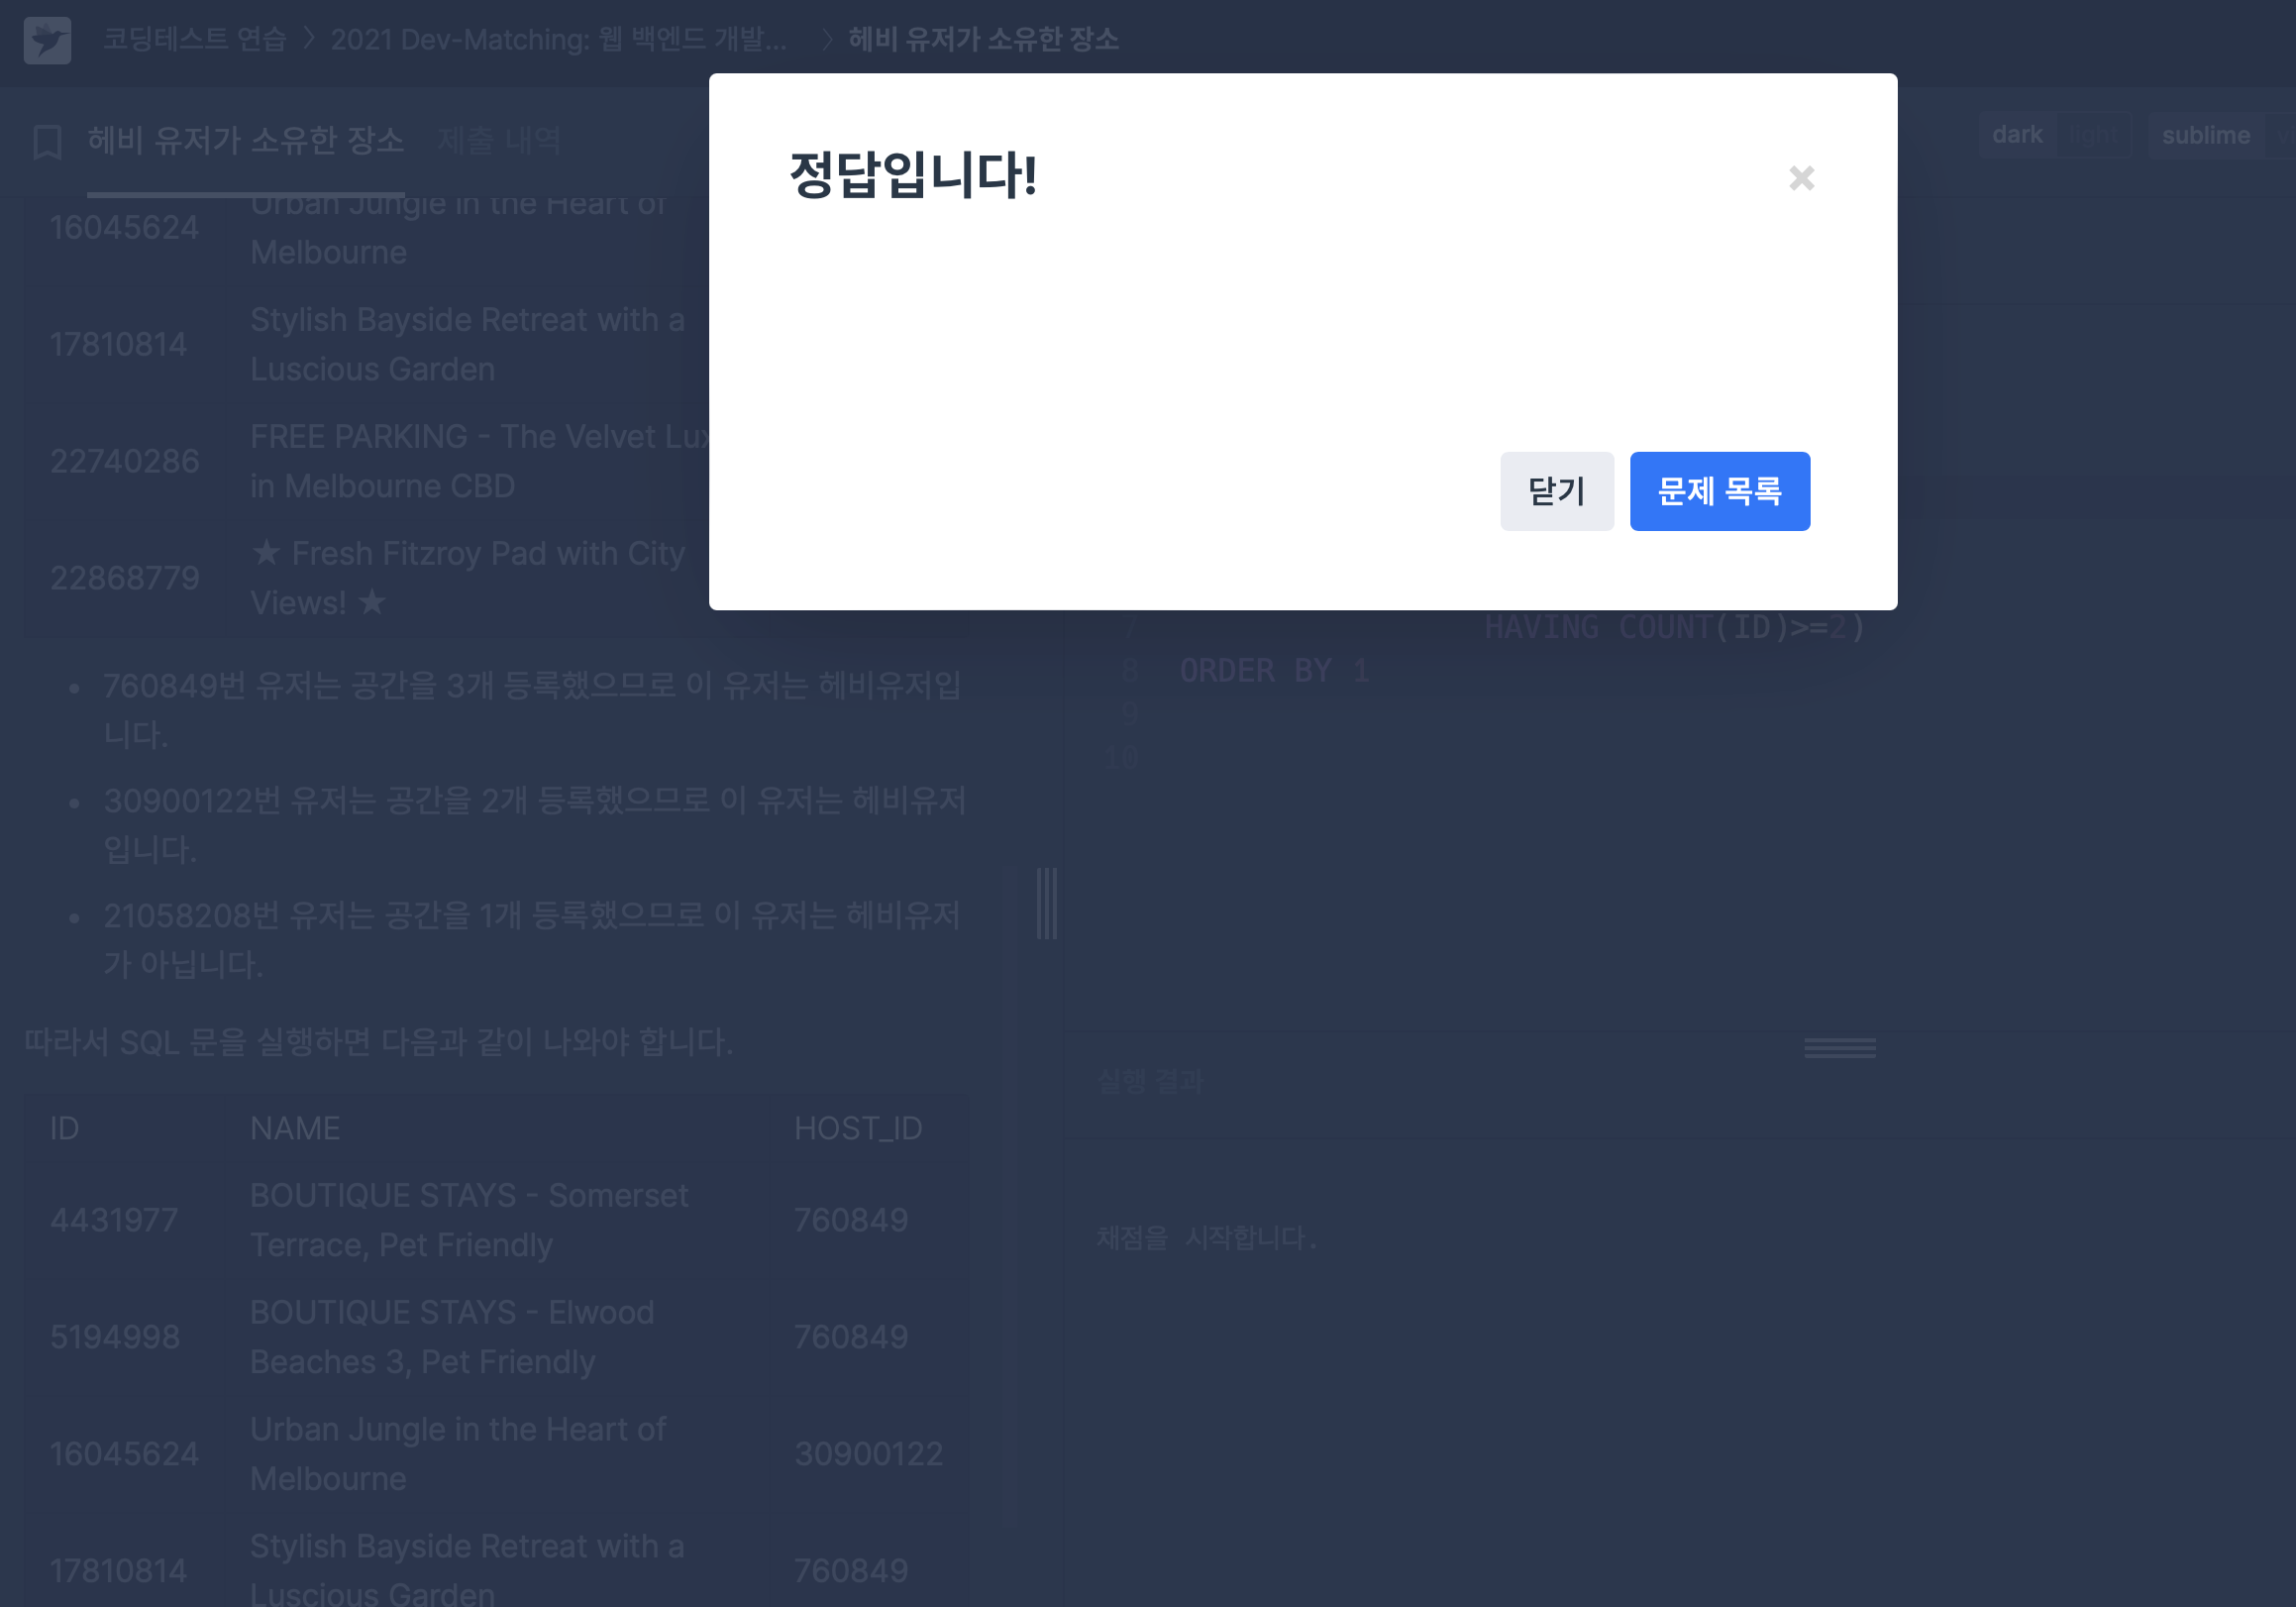 코딩테스트 연습 〉 2021 Dev-Matching: 웹 백엔드 개발... 〉 헤비 유저가 소유한 장소
헤비 유저가 소유한 장소 제출 내역
dark light sublime
정답입니다!
×
닫기 문제 목록
16045624 Urban Jungle in the Heart of
Melbourne
17810814 Stylish Bayside Retreat with a
Luscious Garden
22740286 FREE PARKING - The Velvet
in Melbourne CBD
22868779 ★ Fresh Fitzroy Pad with City
Views! ★
• 760849번 유저는 공간을 3개 등록했으므로 이 유저는 헤비유저입
니다.
• 30900122번 유저는 공간을 2개 등록했으므로 이 유저는 헤비유저
입니다.
• 21058208번 유저는 공간을 1개 등록했으므로 이 유저는 헤비유저
가 아닙니다.
따라서 SQL 문을 실행하면 다음과 같이 나와야 합니다.
ID NAME HOST_ID
4431977 BOUTIQUE STAYS - Somerset
Terrace, Pet Friendly 760849
5194998 BOUTIQUE STAYS - Elwood
Beaches 3, Pet Friendly 760849
16045624 Urban Jungle in the Heart of
Melbourne 30900122
17810814 Stylish Bayside Retreat with a
Luscious Garden 760849
7 HAVING COUNT(ID)>=2)
8 ORDER BY 1
9
10
실행 결과
채점을 시작합니다.